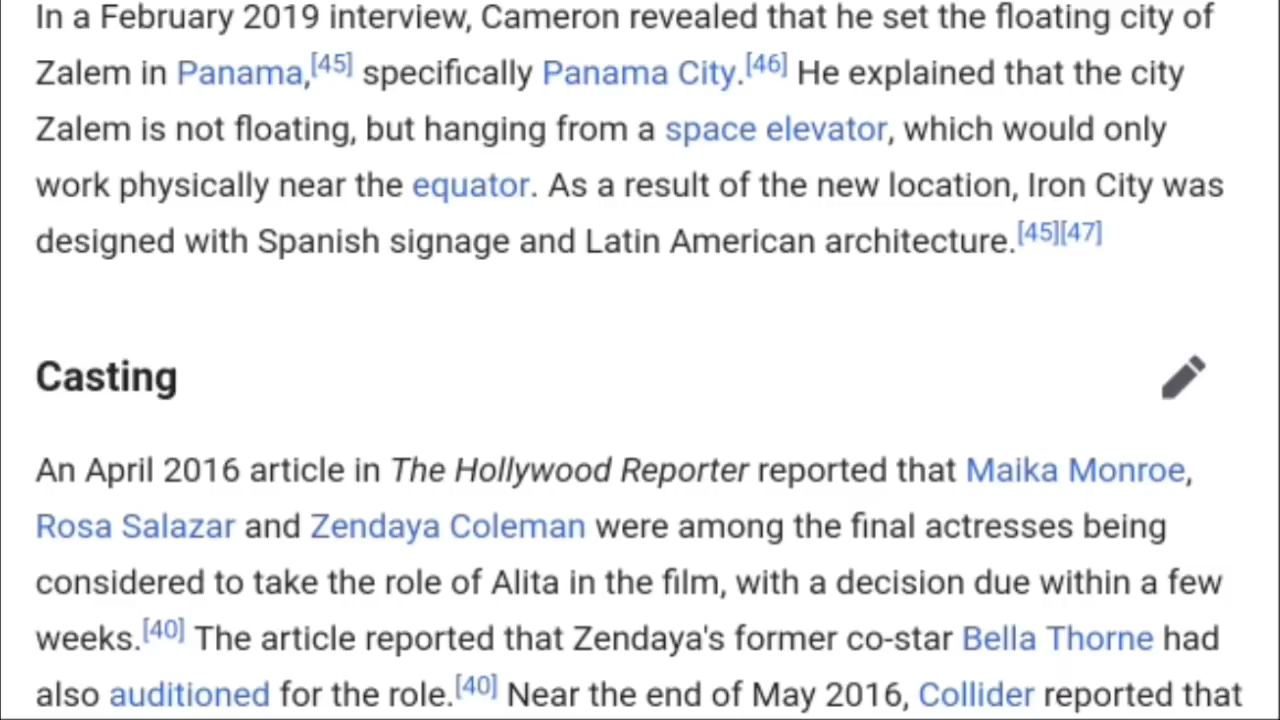 In a February 2019 interview, Cameron revealed that he set the floating city of
Zalem in Panama,[45] specifically Panama City.[46] He explained that the city
Zalem is not floating, but hanging from a space elevator, which would only
work physically near the equator. As a result of the new location, Iron City was
designed with Spanish signage and Latin American architecture.[45][47]
Casting
An April 2016 article in The Hollywood Reporter reported that Maika Monroe,
Rosa Salazar and Zendaya Coleman were among the final actresses being
considered to take the role of Alita in the film, with a decision due within a few
weeks.[40] The article reported that Zendaya's former co-star Bella Thorne had
also auditioned for the role.[40] Near the end of May 2016, Collider reported that